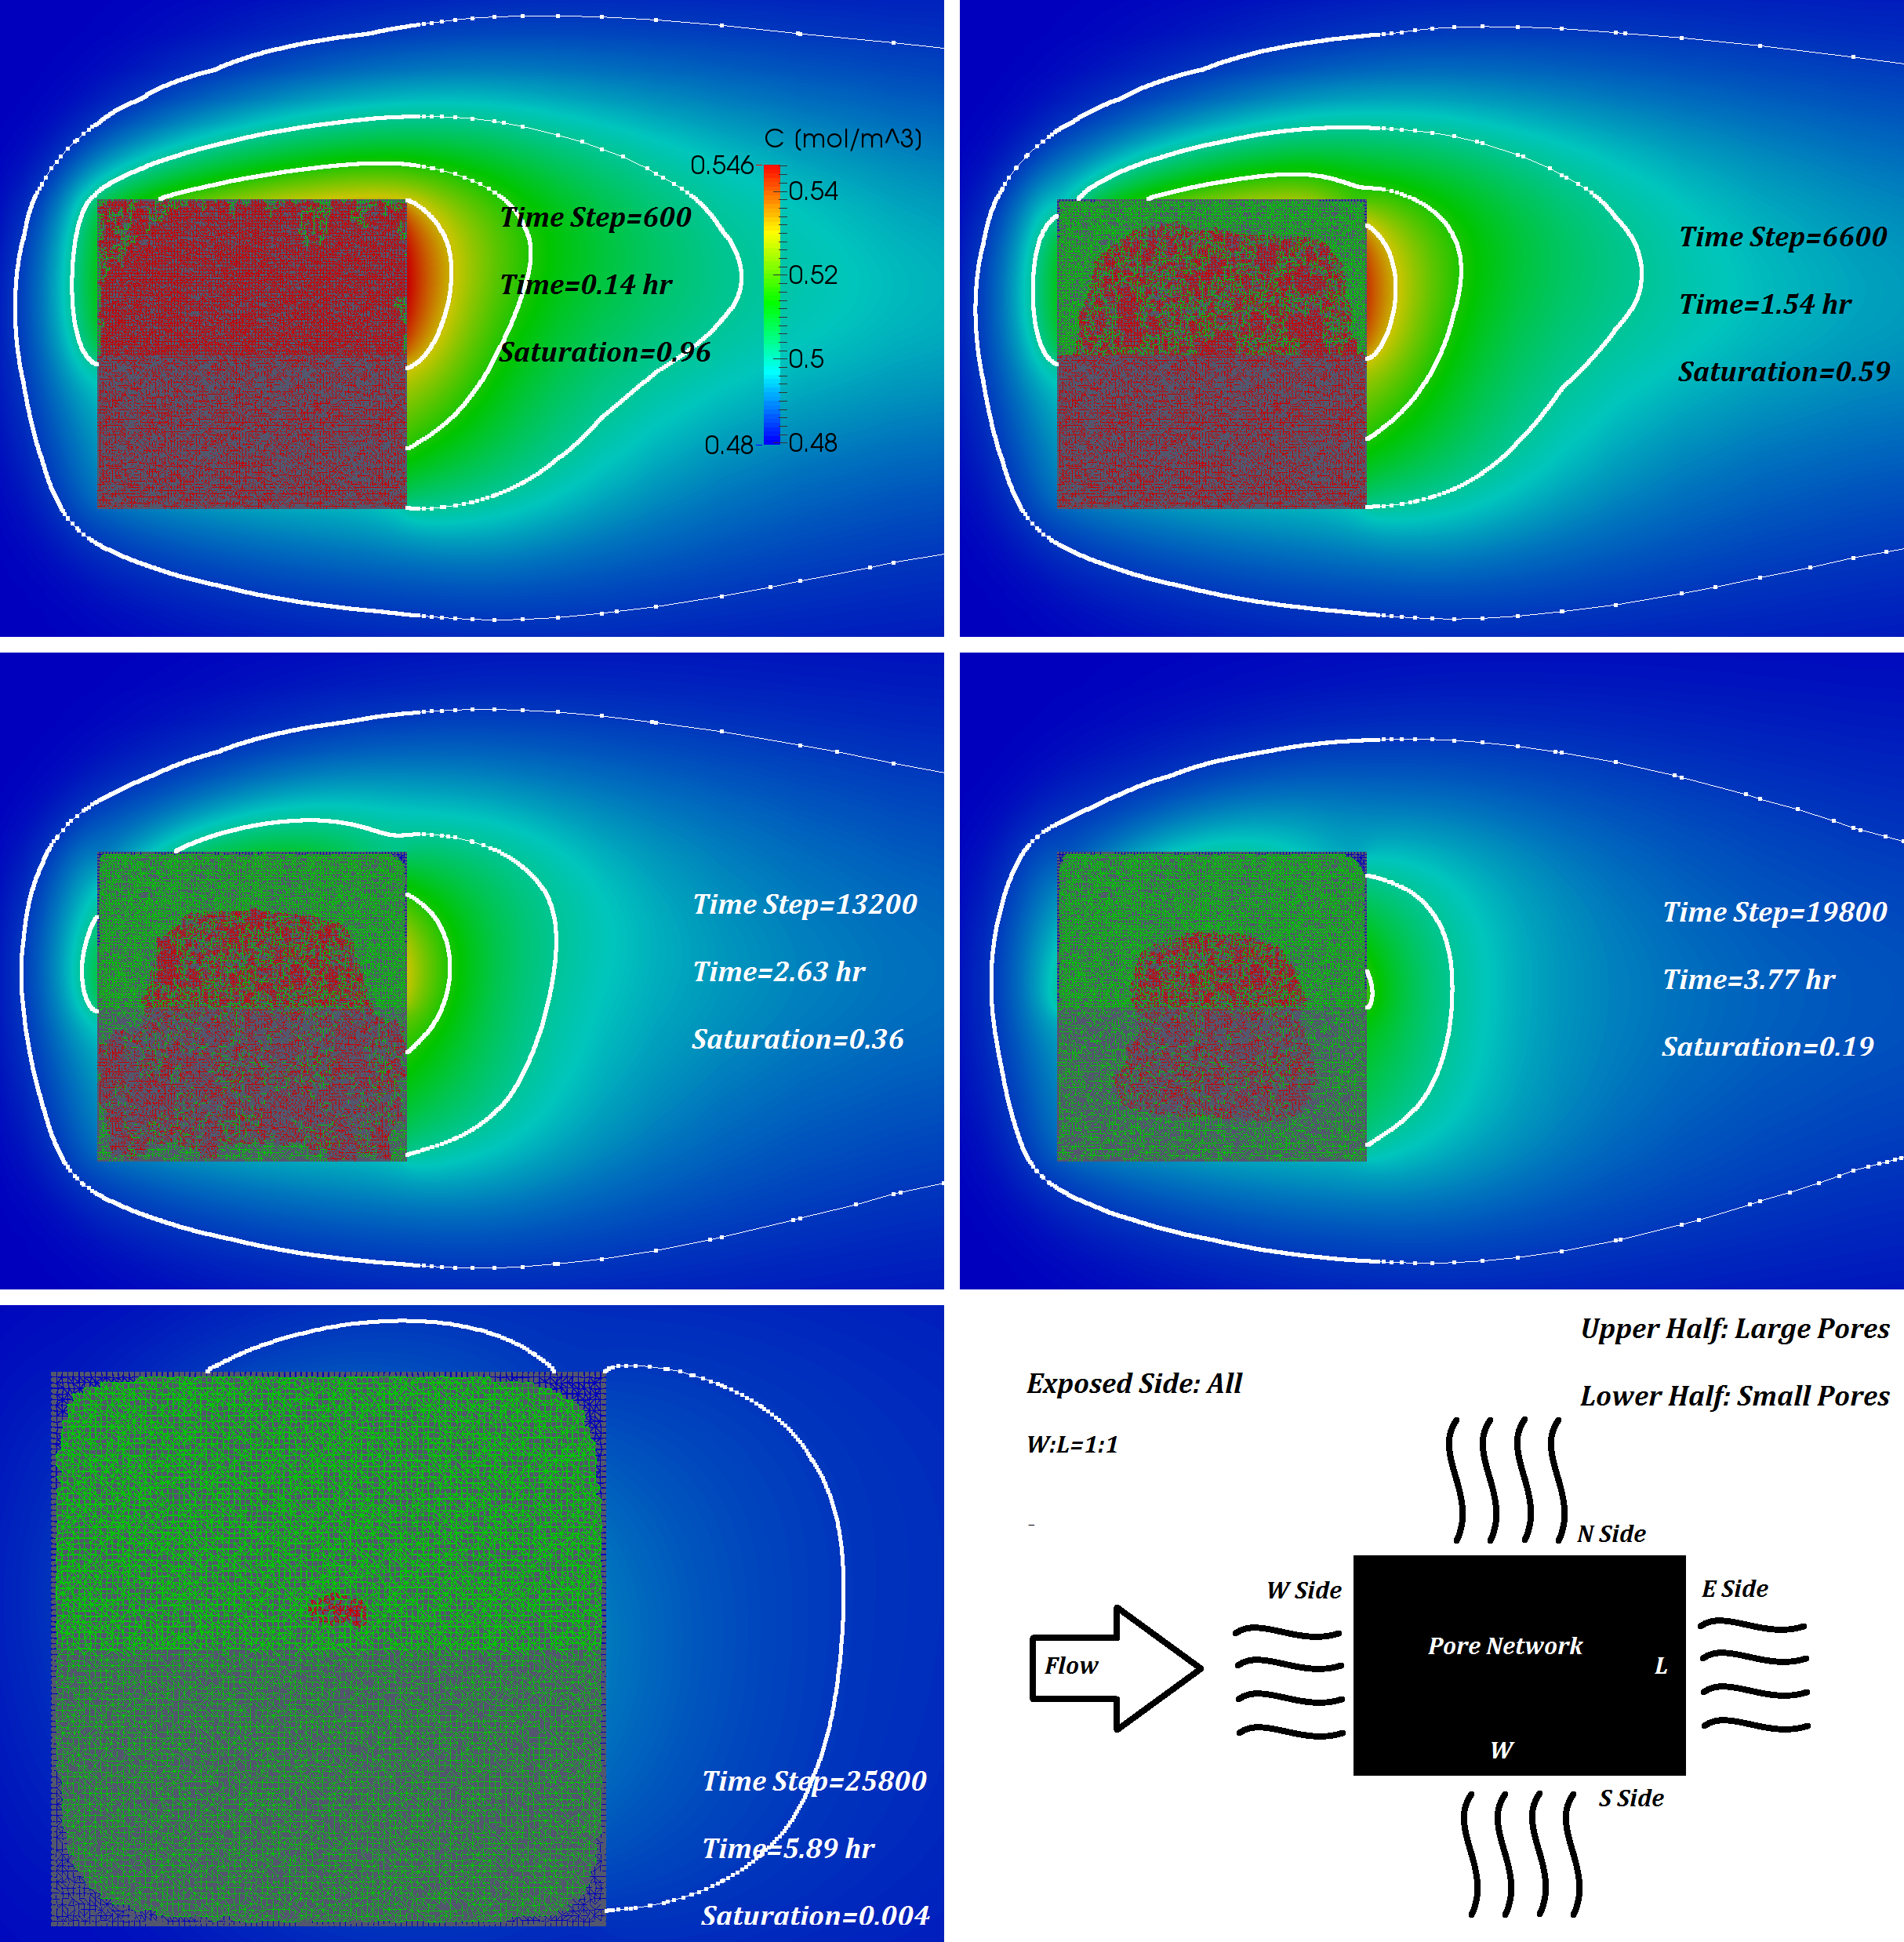 C (mol/m^3)
0.546
0.54
0.52
0.5
0.48
0.48
Time Step=600
Time=0.14 hr
Saturation=0.96
Time Step=6600
Time=1.54 hr
Saturation=0.59
Time Step=13200
Time=2.63 hr
Saturation=0.36
Time Step=19800
Time=3.77 hr
Saturation=0.19
Time Step=25800
Time=5.89 hr
Saturation=0.004
Upper Half: Large Pores
Exposed Side: All
Lower Half: Small Pores
W:L=1:1
N Side
W Side
E Side
Pore Network
Flow
L
W
S Side